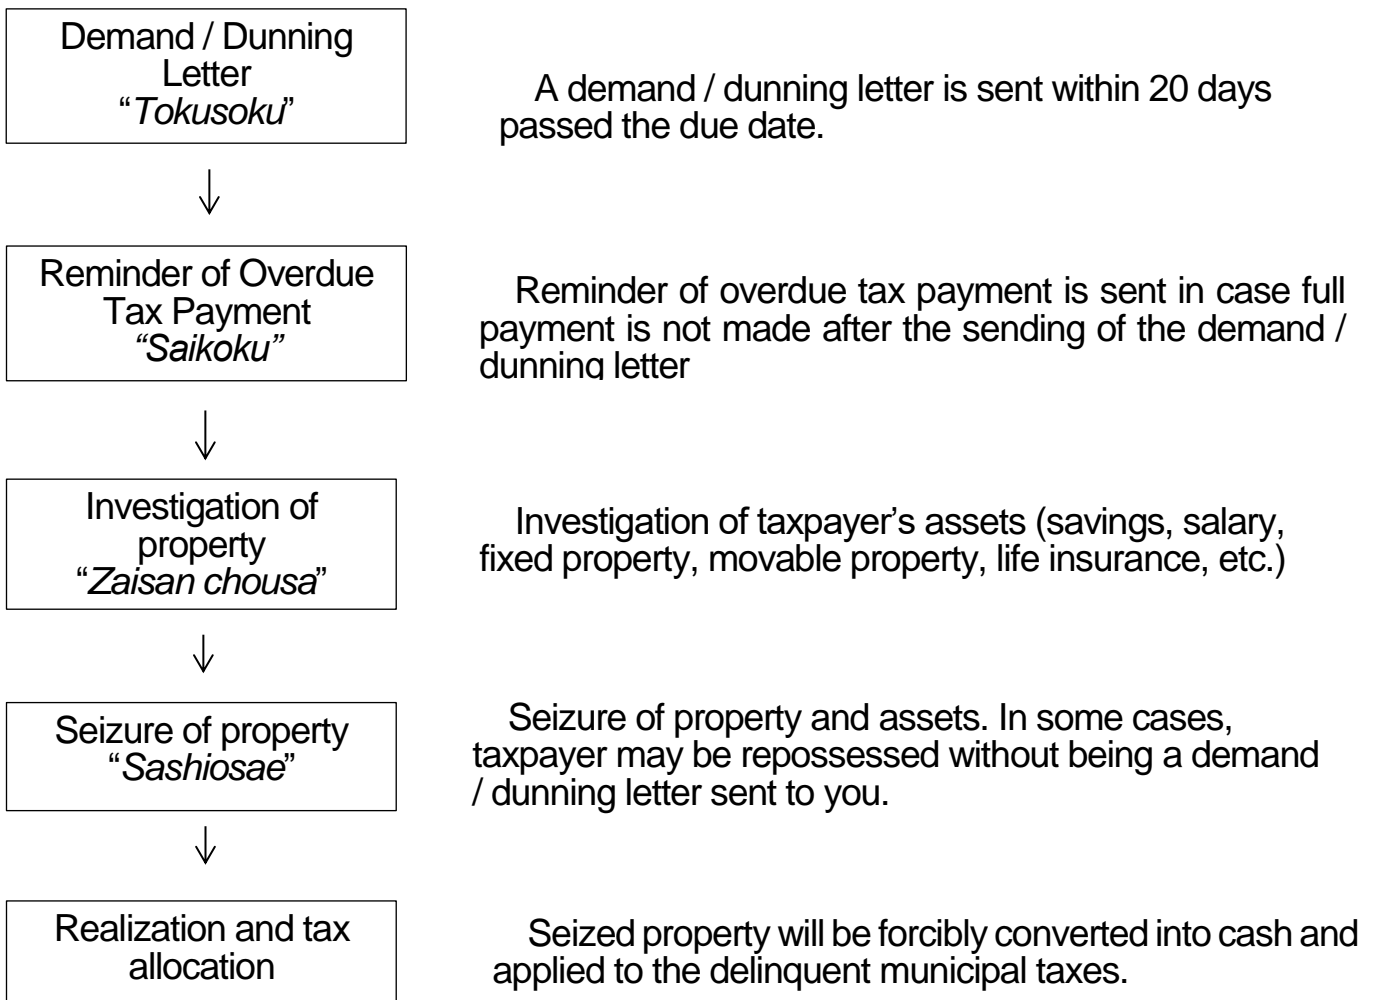 Demand / Dunning
Letter
“Tokusoku”
A demand / dunning letter is sent within 20 days
passed the due date.
↓
Reminder of Overdue
Tax Payment
“Saikoku”
Reminder of overdue tax payment is sent in case full
payment is not made after the sending of the demand /
dunning letter
↓
Investigation of
property
“Zaisan chousa”
Investigation of taxpayer’s assets (savings, salary,
fixed property, movable property, life insurance, etc.)
↓
Seizure of property
“Sashiosae”
Seizure of property and assets. In some cases,
taxpayer may be repossessed without being a demand
/ dunning letter sent to you.
↓
Realization and tax
allocation
Seized property will be forcibly converted into cash and
applied to the delinquent municipal taxes.